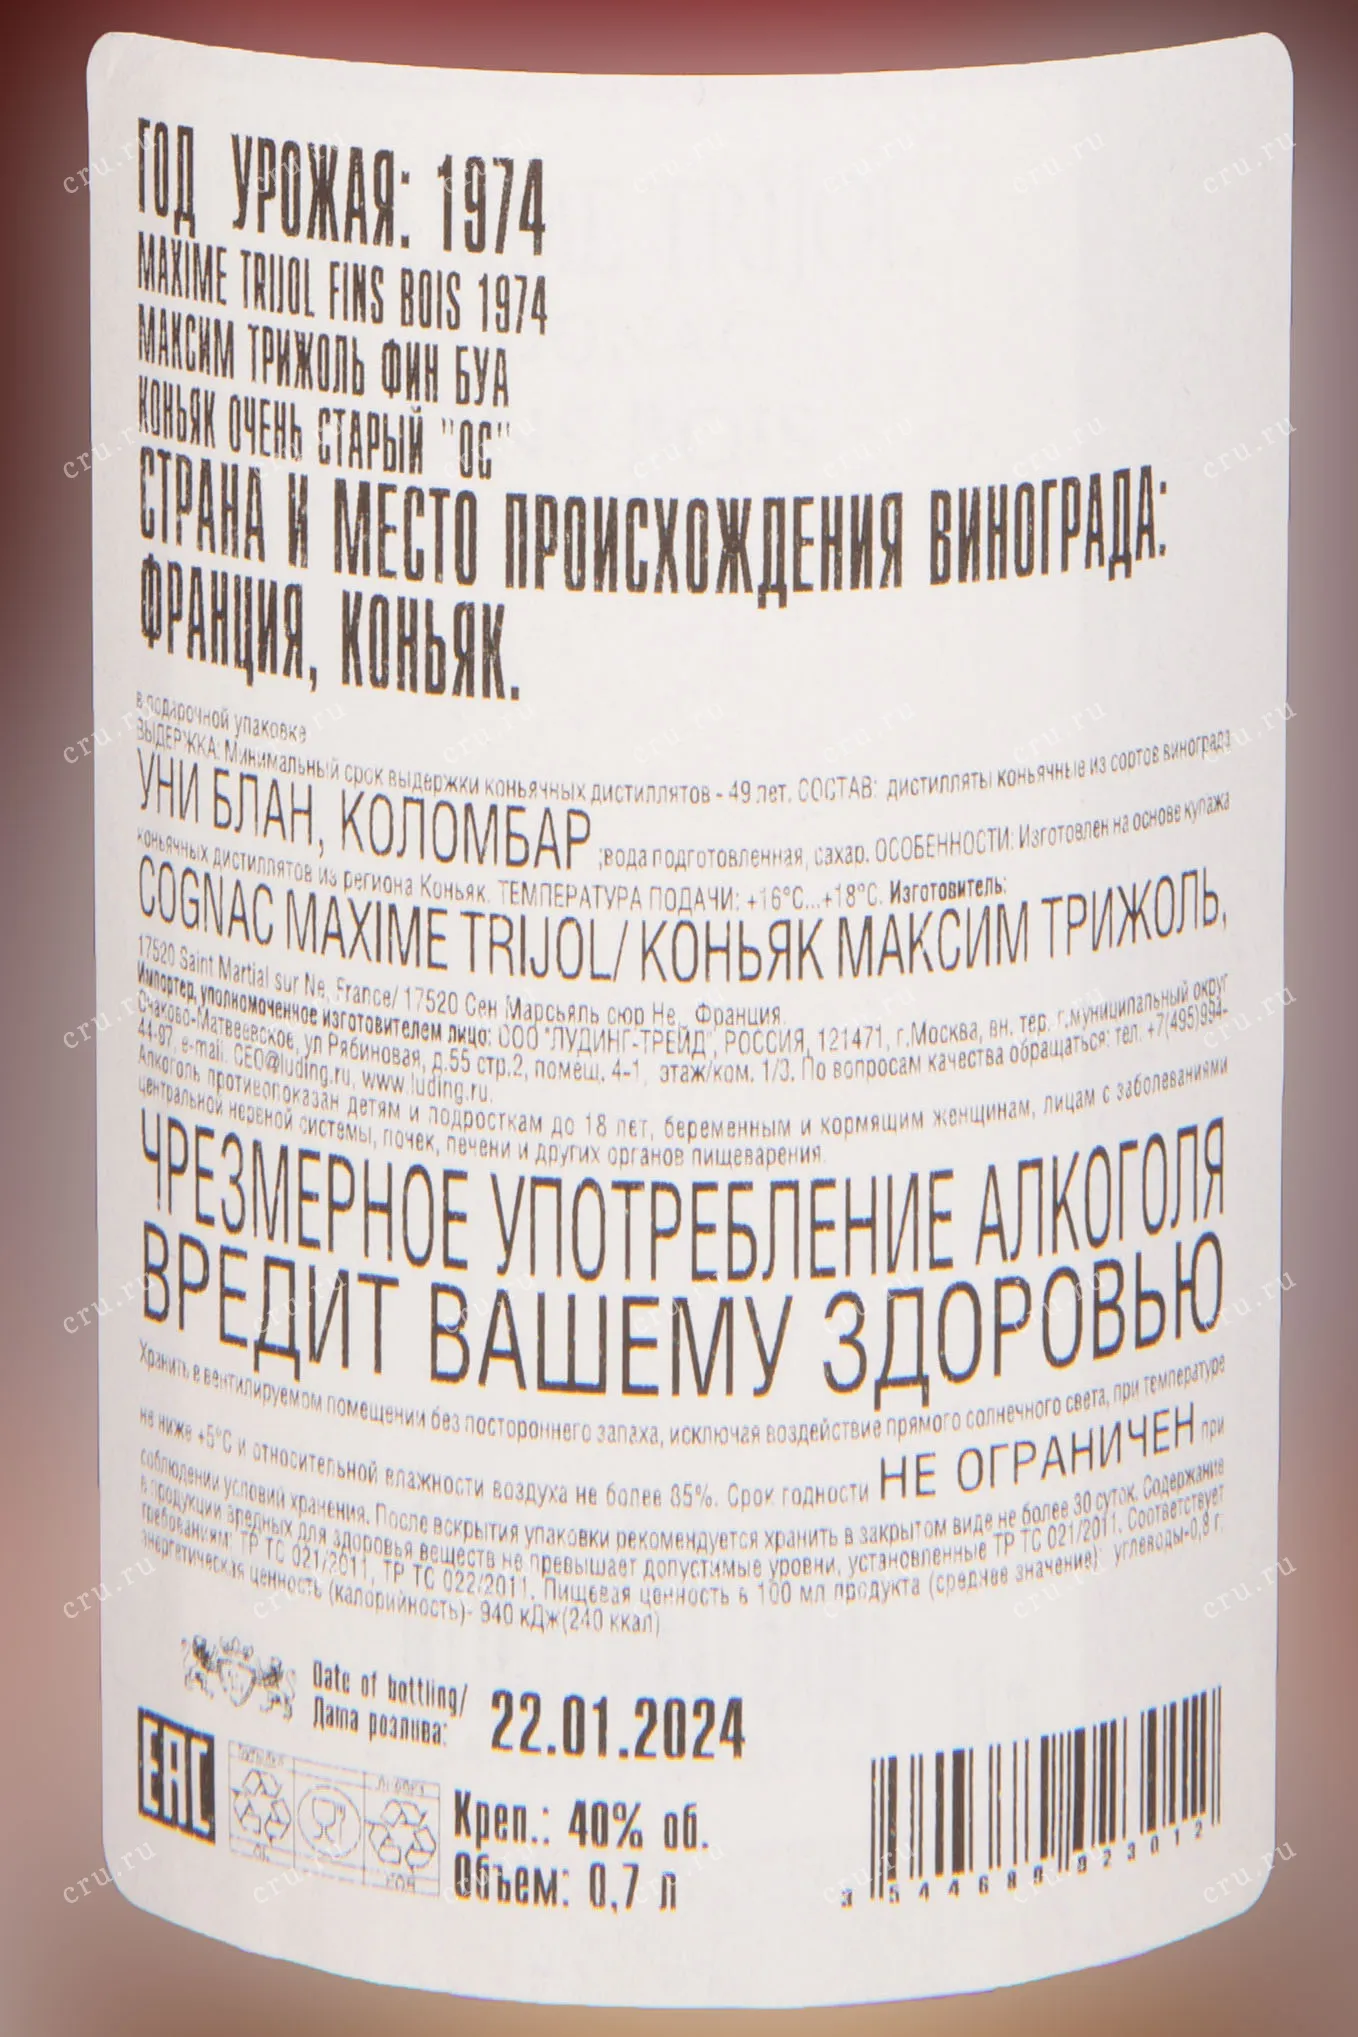 ГОД УРОЖАЯ: 1974
MAXIME TRIJOL FINS BOIS 1974
МАКСИМ ТРИЖОЛЬ ФИН БУА
КОНЬЯК ОЧЕНЬ СТАРЫЙ "ОС"
СТРАНА И МЕСТО ПРОИСХОЖДЕНИЯ ВИНОГРАДА:
ФРАНЦИЯ, КОНЬЯК.
в подарочной упаковке
ВЫДЕРЖКА: Минимальный срок выдержки коньячных дистиллятов - 49 лет. СОСТАВ: дистилляты коньячные из сортов винограда
УНИ БЛАН, КОЛОМБАР ;вода подготовленная, сахар. ОСОБЕННОСТИ: Изготовлен на основе купажа
коньячных дистиллятов из региона Коньяк. ТЕМПЕРАТУРА ПОДАЧИ: +16°С...+18°С. Изготовитель:
COGNAC MAXIME TRIJOL/ КОНЬЯК МАКСИМ ТРИЖОЛЬ,
17520 Saint Martial sur Ne, France/ 17520 Сен Марсьяль сюр Не, Франция.
Импортер, уполномоченное изготовителем лицо: ООО "ЛУДИНГ-ТРЕЙД", РОССИЯ, 121471, г.Москва, вн. тер. г.муниципальный округ
Очаково-Матвеевское, ул Рябиновая, д.55 стр.2, помещ. 4-1, этаж/ком. 1/3. По вопросам качества обращаться: тел. +7(495)994-
44-97, e-mail. CEO@luding.ru, www.luding.ru.
Алкоголь противопоказан детям и подросткам до 18 лет, беременным и кормящим женщинам, лицам с заболеваниями
центральной нервной системы, почек, печени и других органов пищеварения.
ЧРЕЗМЕРНОЕ УПОТРЕБЛЕНИЕ АЛКОГОЛЯ
ВРЕДИТ ВАШЕМУ ЗДОРОВЬЮ
Хранить в вентилируемом помещении без постороннего запаха, исключая воздействие прямого солнечного света, при температуре
не ниже +5°С и относительной влажности воздуха не более 85%. Срок годности НЕ ОГРАНИЧЕН при
соблюдении условий хранения. После вскрытия упаковки рекомендуется хранить в закрытом виде не более 30 суток. Содержание
в продукции вредных для здоровья веществ не превышает допустимые уровни, установленные ТР ТС 021/2011. Соответствует
требованиям: ТР ТС 021/2011, ТР ТС 022/2011. Пищевая ценность в 100 мл продукта (среднее значение): углеводы-0,8 г;
энергетическая ценность (калорийность)- 940 кДж(240 ккал)
Date of bottling/
Дата розлива: 22.01.2024
EAC
Креп.: 40% об.
Объем: 0,7 л
3 544680 023012
cru.ru